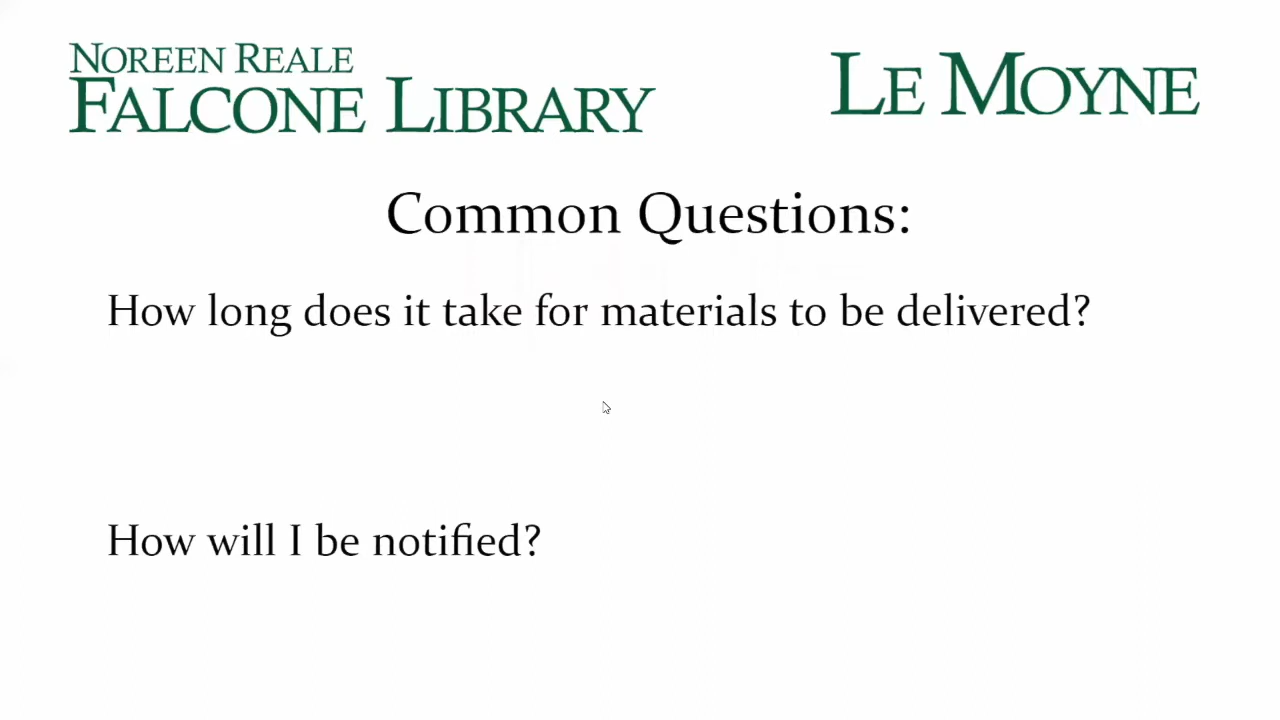 NOREEN REALE
FALCONE LIBRARY
LE MOYNE
Common Questions:
How long does it take for materials to be delivered?
How will I be notified?